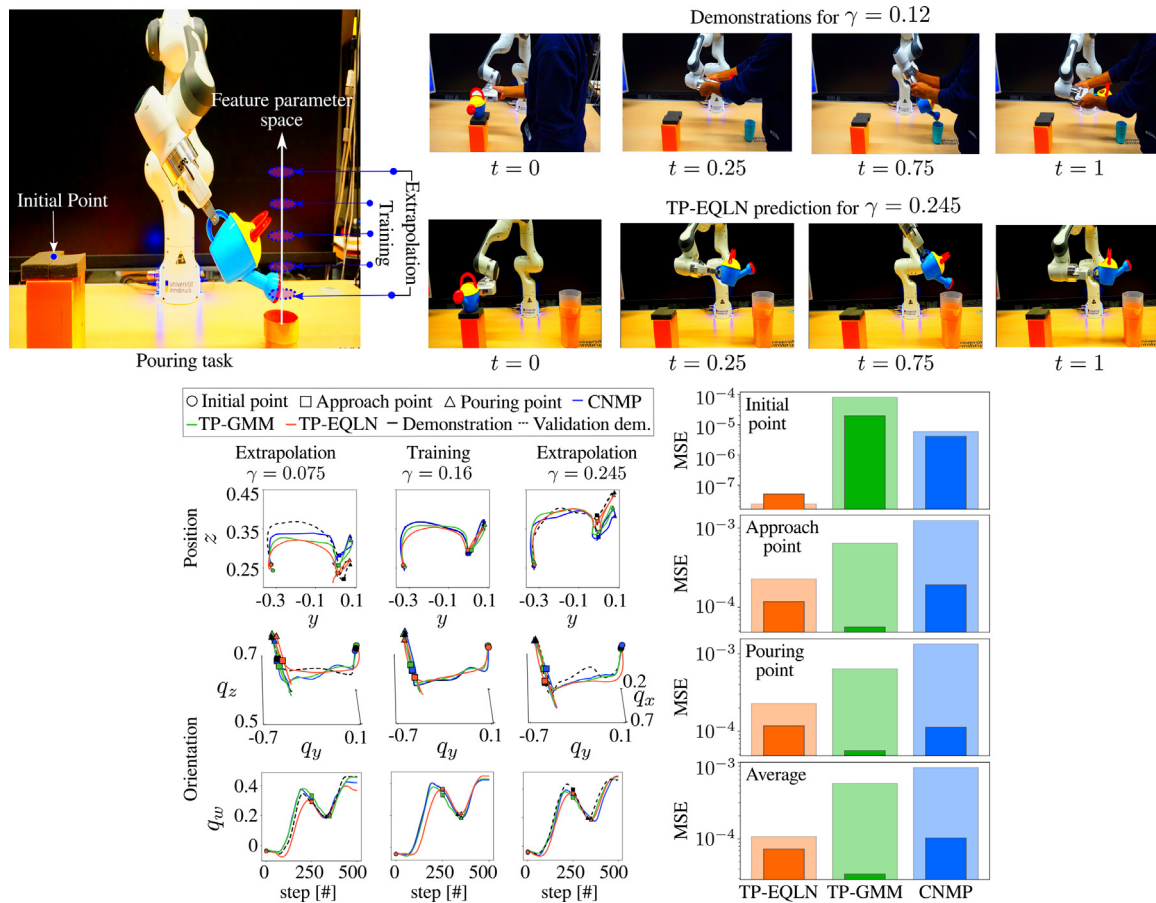 Demonstrations for γ = 0.12
Feature parameter
space
Initial Point
Extrapolation
Training
universität
innsbruck
Pouring task
t = 0
t = 0.25
t = 0.75
t = 1
TP-EQLN prediction for γ = 0.245
t = 0
t = 0.25
t = 0.75
t = 1
Initial point
Approach point
Pouring point
CNMP
TP-GMM
TP-EQLN
Demonstration
Validation dem.
Extrapolation
γ = 0.075
Training
γ = 0.16
Extrapolation
γ = 0.245
Position
z
0.45
0.35
0.25
-0.3
-0.1
0.1
y
-0.3
-0.1
0.1
y
-0.3
-0.1
0.1
y
Orientation
0.7
q_z
0.5
-0.7
q_y
0.1
-0.7
q_y
0.1
-0.7
q_y
0.1
0.2
q_x
0.7
q_w
0.4
0.2
0
0
250
500
step [#]
0
250
500
step [#]
0
250
500
step [#]
Initial
point
MSE
10⁻⁴
10⁻⁵
10⁻⁶
10⁻⁷
Approach
point
MSE
10⁻³
10⁻⁴
Pouring
point
MSE
10⁻³
10⁻⁴
Average
MSE
10⁻³
10⁻⁴
TP-EQLN
TP-GMM
CNMP